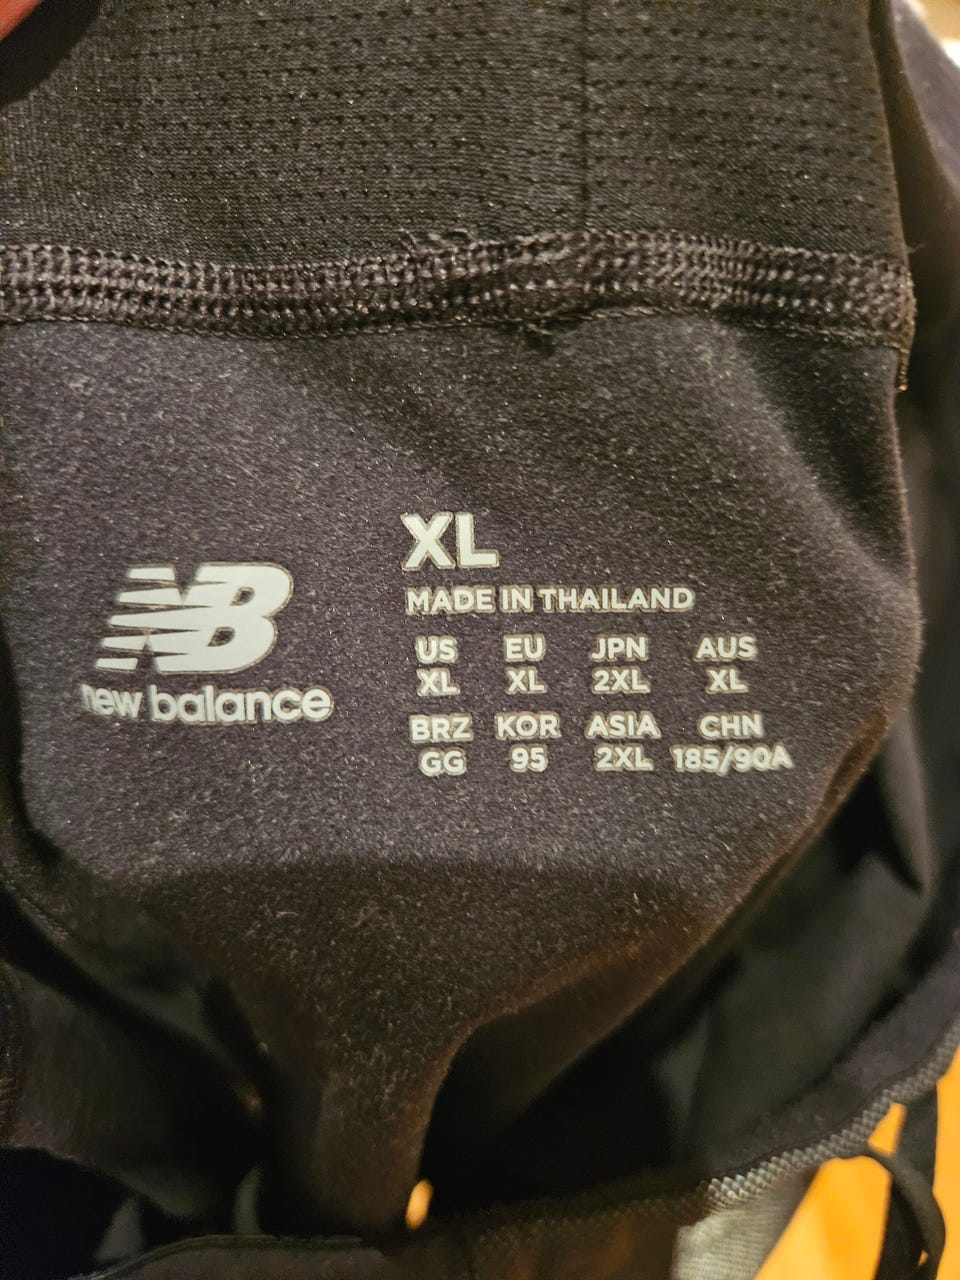 NB
new balance
XL
MADE IN THAILAND
US EU JPN AUS
XL XL 2XL XL
BRZ KOR ASIA CHN
GG 95 2XL 185/90A